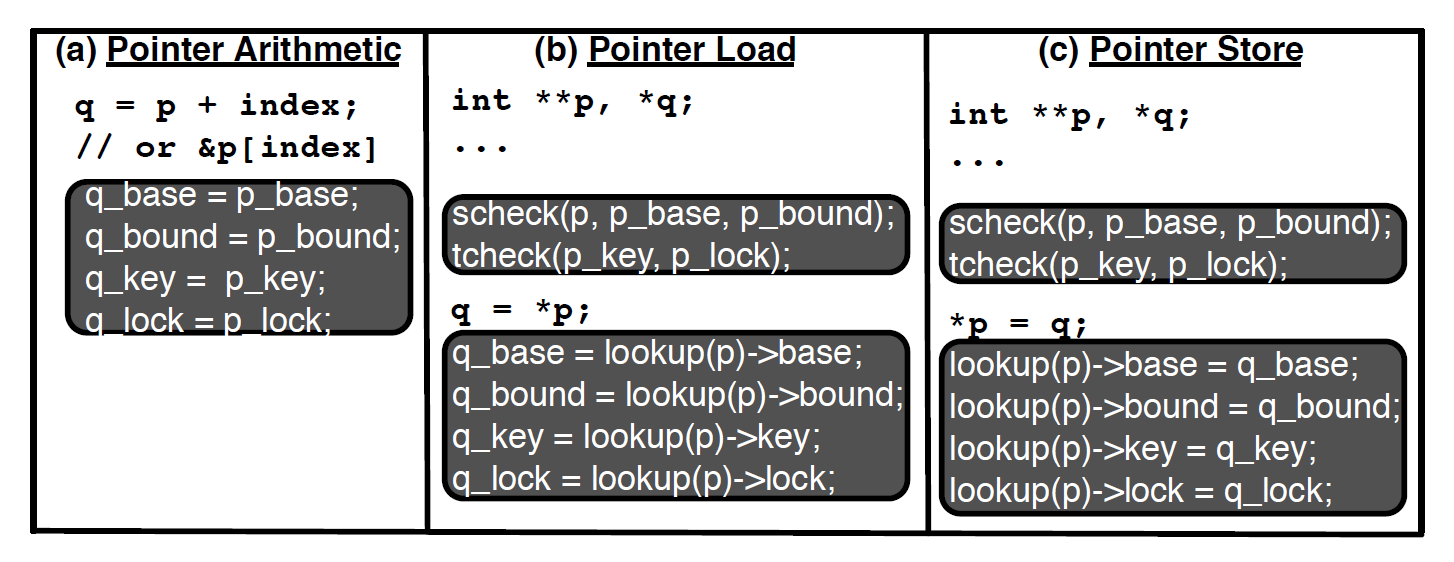 (a) Pointer Arithmetic
q = p + index;
// or &p[index]
q_base = p_base;
q_bound = p_bound;
q_key = p_key;
q_lock = p_lock;
(b) Pointer Load
int **p, *q;
...
scheck(p, p_base, p_bound);
tcheck(p_key, p_lock);
q = *p;
q_base = lookup(p)->base;
q_bound = lookup(p)->bound;
q_key = lookup(p)->key;
q_lock = lookup(p)->lock;
(c) Pointer Store
int **p, *q;
...
scheck(p, p_base, p_bound);
tcheck(p_key, p_lock);
*p = q;
lookup(p)->base = q_base;
lookup(p)->bound = q_bound;
lookup(p)->key = q_key;
lookup(p)->lock = q_lock;